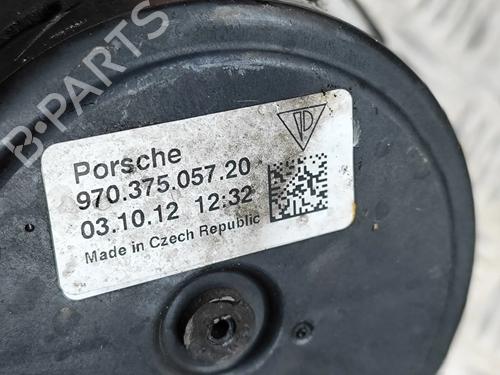 B-PARTS
Porsche
970.375.057.20
03.10.12 12:32
Made in Czech Republic